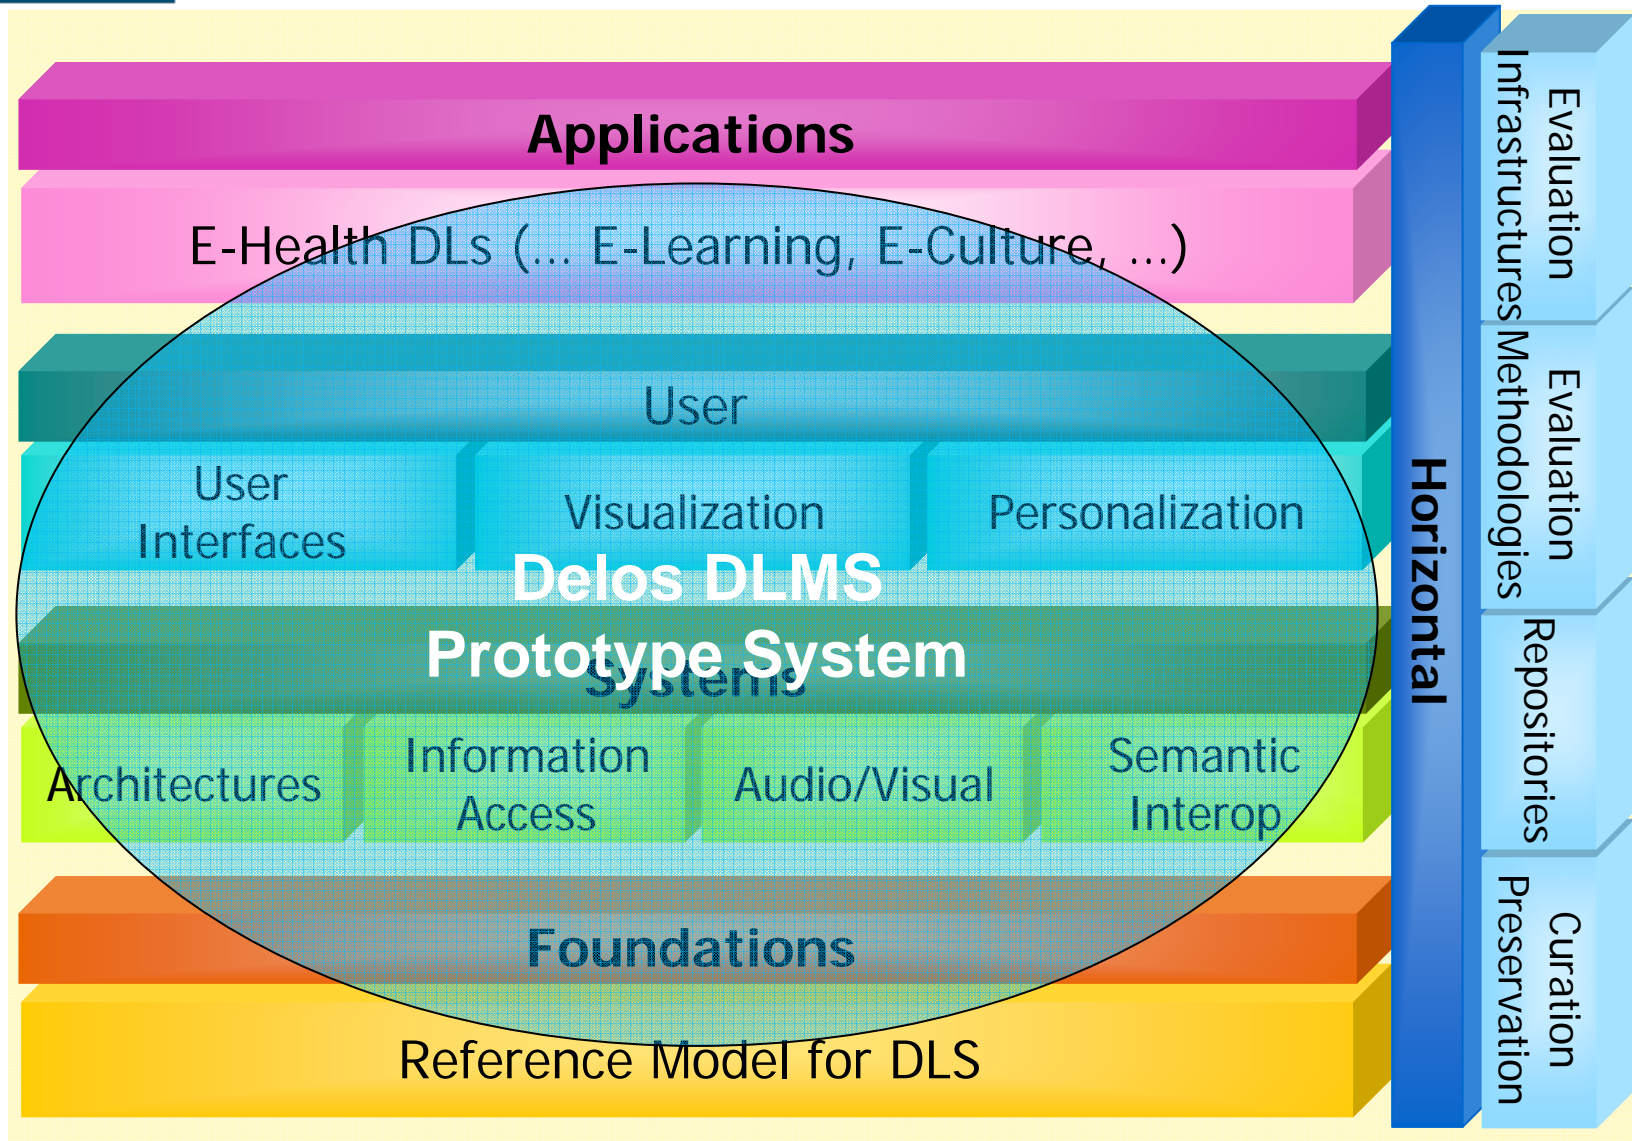 Applications
E-Health DLs (... E-Learning, E-Culture, ...)
User
User
Interfaces
Visualization
Personalization
Delos DLMS
Prototype System
Systems
Architectures
Information
Access
Audio/Visual
Semantic
Interop
Foundations
Reference Model for DLS
Horizontal
Evaluation
Infrastructures
Evaluation
Methodologies
Repositories
Curation
Preservation